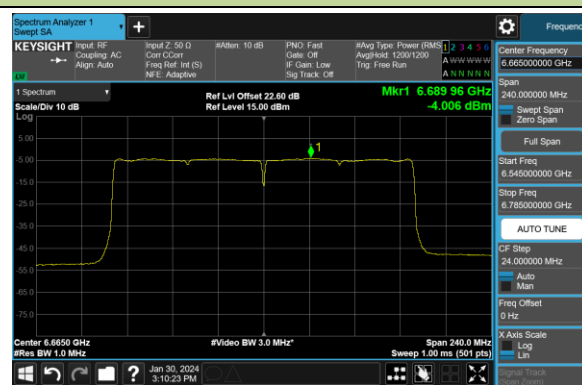 Spectrum Analyzer 1
Swept SA
Frequenc
KEYSIGHT
Input: RF
Coupling: AC
Align: Auto
Input Z: 50 Ω
Corr CCorr
Freq Ref: Int (S)
NFE: Adaptive
#Atten: 10 dB
PNO: Fast
Gate: Off
IF Gain: Low
Sig Track: Off
#Avg Type: Power (RMS
Avg|Hold: 1200/1200
Trig: Free Run
1 2 3 4 5 6
A W W W W W
A N N N N N
1 Spectrum
Scale/Div 10 dB
Log
Ref Lvl Offset 22.60 dB
Ref Level 15.00 dBm
Mkr1 6.689 96 GHz
-4.006 dBm
5.00
-5.00
-15.0
-25.0
-35.0
-45.0
-55.0
-65.0
-75.0
1
Center 6.6650 GHz
#Res BW 1.0 MHz
#Video BW 3.0 MHz*
Span 240.0 MHz
Sweep 1.00 ms (501 pts)
Center Frequency
6.665000000 GHz
Span
240.000000 MHz
Swept Span
Zero Span
Full Span
Start Freq
6.545000000 GHz
Stop Freq
6.785000000 GHz
AUTO TUNE
CF Step
24.000000 MHz
Auto
Man
Freq Offset
0 Hz
X Axis Scale
Log
Lin
Signal Track
(Span Zoom)
Jan 30, 2024
3:10:23 PM